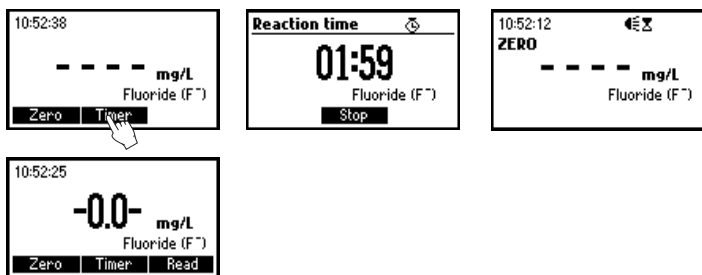 10:52:38
– – – – mg/L
Fluoride (F⁻)
Zero Timer
Reaction time
01:59
Fluoride (F⁻)
Stop
10:52:12
ZERO
– – – – mg/L
Fluoride (F⁻)
10:52:25
-0.0- mg/L
Fluoride (F⁻)
Zero Timer Read